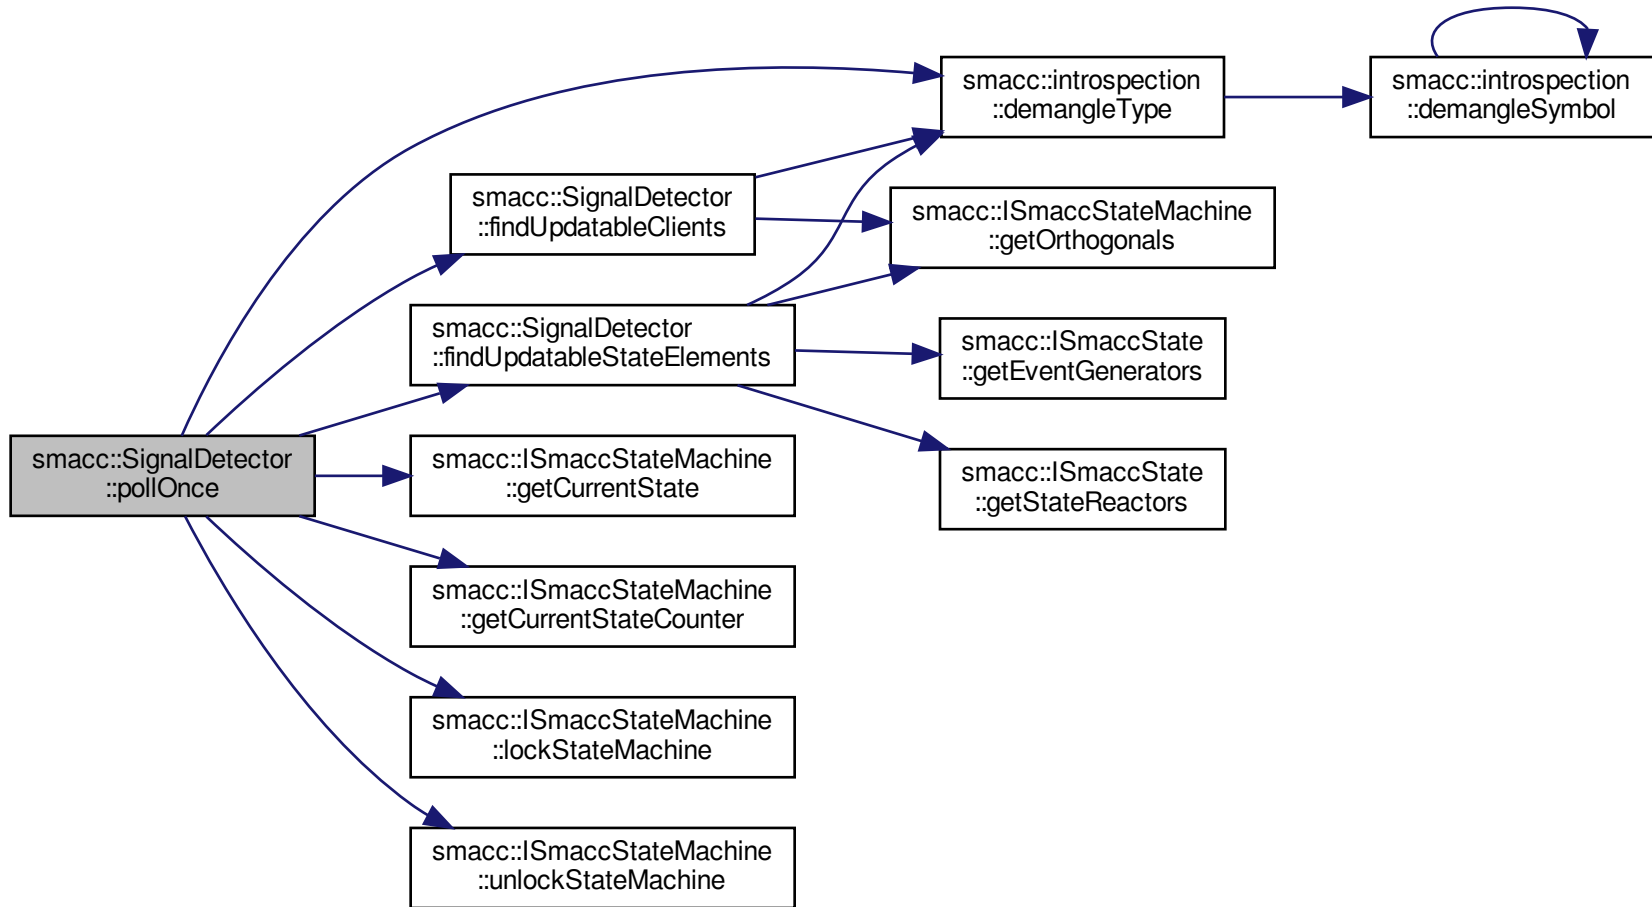 smacc::SignalDetector
::pollOnce
smacc::SignalDetector
::findUpdatableClients
smacc::SignalDetector
::findUpdatableStateElements
smacc::ISmaccStateMachine
::getCurrentState
smacc::ISmaccStateMachine
::getCurrentStateCounter
smacc::ISmaccStateMachine
::lockStateMachine
smacc::ISmaccStateMachine
::unlockStateMachine
smacc::introspection
::demangleType
smacc::ISmaccStateMachine
::getOrthogonals
smacc::ISmaccState
::getEventGenerators
smacc::ISmaccState
::getStateReactors
smacc::introspection
::demangleSymbol